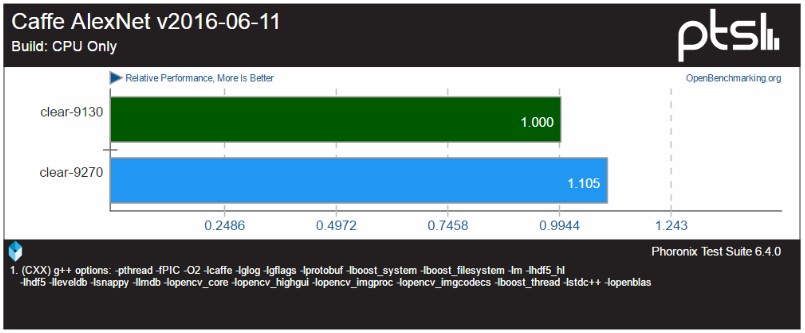 Caffe AlexNet v2016-06-11
Build: CPU Only
ptsl
Relative Performance, More Is Better
OpenBenchmarking.org
clear-9130
1.000
clear-9270
1.105
0.2486 0.4972 0.7458 0.9944 1.243
Phoronix Test Suite 6.4.0
1. (CXX) g++ options: -pthread -fPIC -O2 -lcaffe -lglog -lgflags -lprotobuf -lboost_system -lboost_filesystem -lm -lhdf5_hl
-lhdf5 -lleveldb -lsnappy -llmdb -lopencv_core -lopencv_highgui -lopencv_imgproc -lopencv_imgcodecs -lboost_thread -lstdc++ -lopenblas